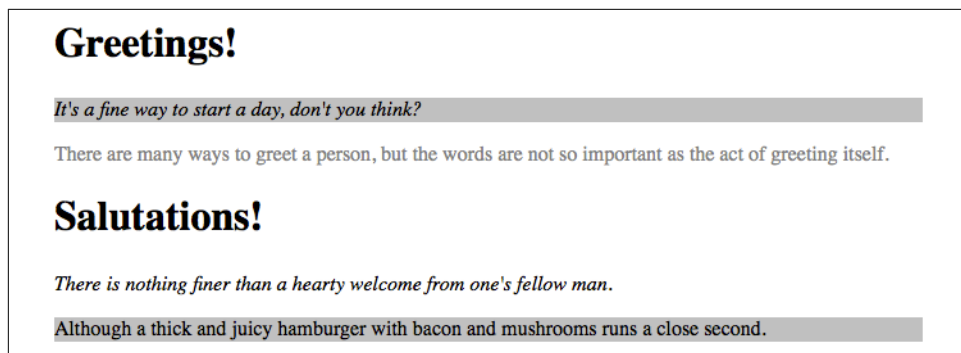 Greetings!
It's a fine way to start a day, don't you think?
There are many ways to greet a person, but the words are not so important as the act of greeting itself.
Salutations!
There is nothing finer than a hearty welcome from one's fellow man.
Although a thick and juicy hamburger with bacon and mushrooms runs a close second.